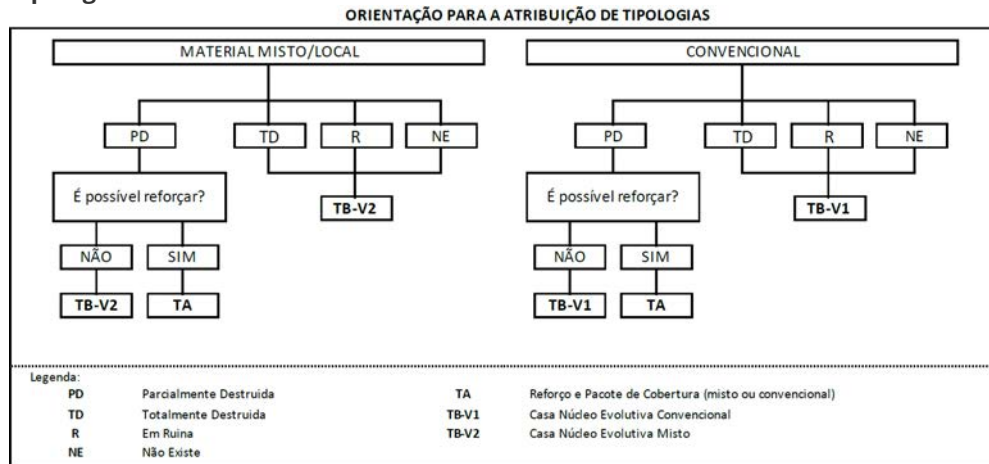 ORIENTAÇÃO PARA A ATRIBUIÇÃO DE TIPOLOGIAS
MATERIAL MISTO/LOCAL
CONVENCIONAL
PD TD R NE
PD TD R NE
É possível reforçar?
TB-V2
É possível reforçar?
TB-V1
NÃO SIM
NÃO SIM
TB-V2 TA
TB-V1 TA
Legenda:
PD Parcialmente Destruida TA Reforço e Pacote de Cobertura (misto ou convencional)
TD Totalmente Destruida TB-V1 Casa Núcleo Evolutiva Convencional
R Em Ruina TB-V2 Casa Núcleo Evolutiva Misto
NE Não Existe